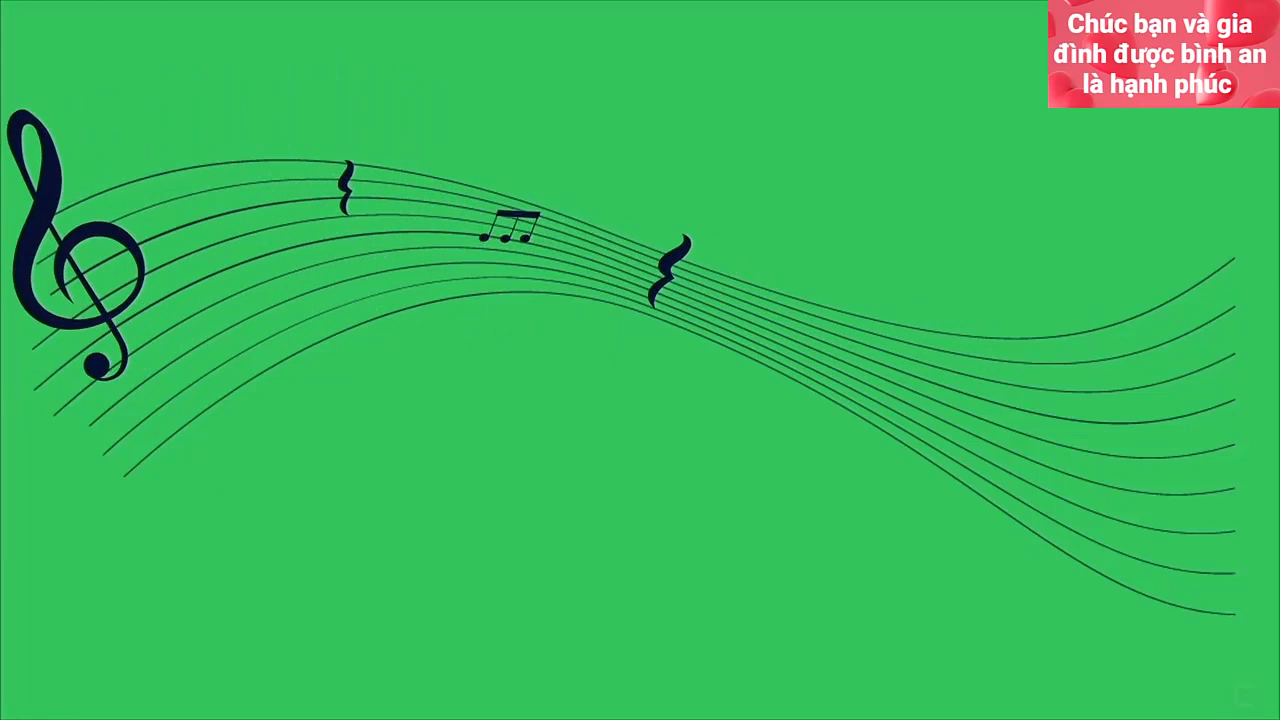 Chúc bạn và gia
đình được bình an
là hạnh phúc